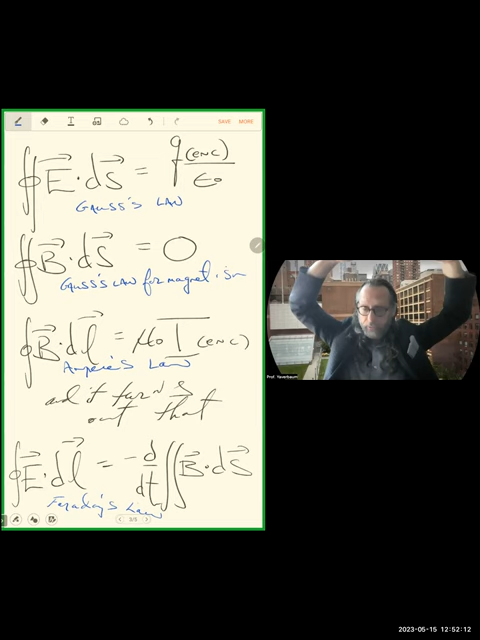 SAVE MORE
∯ E⃗ · dS⃗ = q(enc) / ϵ₀
GAUSS'S LAW
∯ B⃗ · dS⃗ = 0
GAUSS'S LAW for magnetism
∮ B⃗ · dl⃗ = μ₀ I (enc)
Ampere's Law
and it turns
out that
∮ E⃗ · dl⃗ = - d/dt ∬ B⃗ · dS⃗
Faraday's Law
3/5
Prof. Yaverbaum
2023-05-15 12:52:12